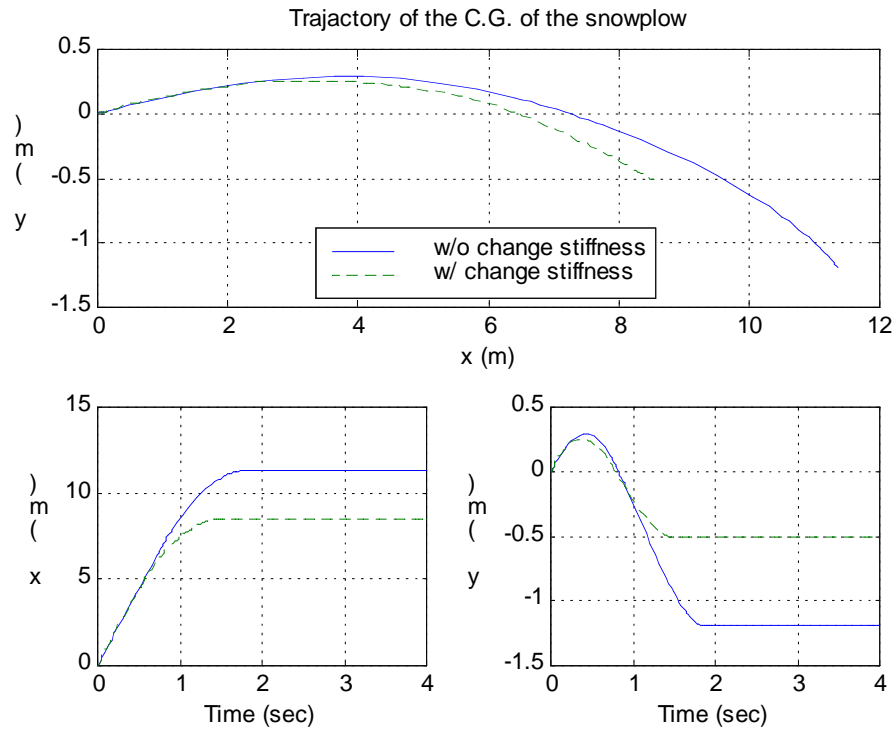 Trajactory of the C.G. of the snowplow
0.5
0
-0.5
-1
-1.5
y (m)
w/o change stiffness
w/ change stiffness
0 2 4 6 8 10 12
x (m)
15
10
5
0
x (m)
0 1 2 3 4
Time (sec)
0.5
0
-0.5
-1
-1.5
y (m)
0 1 2 3 4
Time (sec)